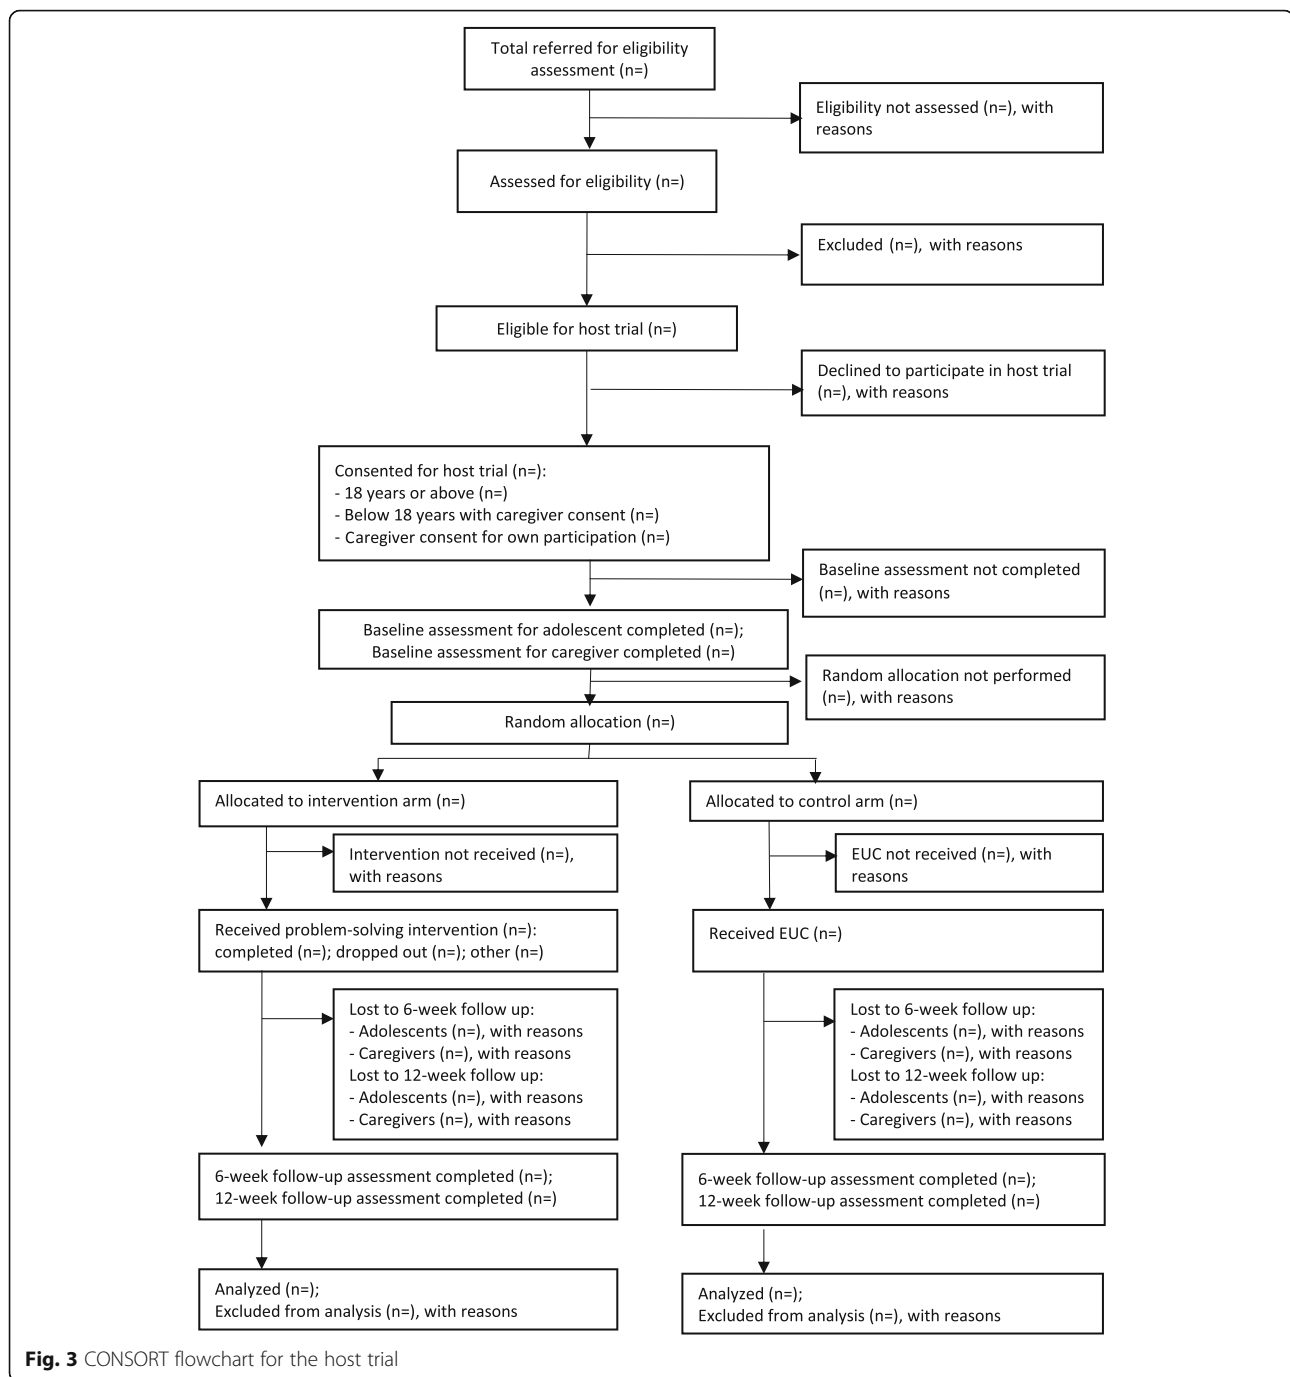 Total referred for eligibility
assessment (n=)
Eligibility not assessed (n=), with
reasons
Assessed for eligibility (n=)
Excluded (n=), with reasons
Eligible for host trial (n=)
Declined to participate in host trial
(n=), with reasons
Consented for host trial (n=):
- 18 years or above (n=)
- Below 18 years with caregiver consent (n=)
- Caregiver consent for own participation (n=)
Baseline assessment not completed
(n=), with reasons
Baseline assessment for adolescent completed (n=);
Baseline assessment for caregiver completed (n=)
Random allocation not performed
(n=), with reasons
Random allocation (n=)
Allocated to intervention arm (n=)
Intervention not received (n=),
with reasons
Received problem-solving intervention (n=):
completed (n=); dropped out (n=); other (n=)
Lost to 6-week follow up:
- Adolescents (n=), with reasons
- Caregivers (n=), with reasons
Lost to 12-week follow up:
- Adolescents (n=), with reasons
- Caregivers (n=), with reasons
6-week follow-up assessment completed (n=);
12-week follow-up assessment completed (n=)
Analyzed (n=);
Excluded from analysis (n=), with reasons
Allocated to control arm (n=)
EUC not received (n=), with
reasons
Received EUC (n=)
Lost to 6-week follow up:
- Adolescents (n=), with reasons
- Caregivers (n=), with reasons
Lost to 12-week follow up:
- Adolescents (n=), with reasons
- Caregivers (n=), with reasons
6-week follow-up assessment completed (n=);
12-week follow-up assessment completed (n=)
Analyzed (n=);
Excluded from analysis (n=), with reasons
Fig. 3 CONSORT flowchart for the host trial